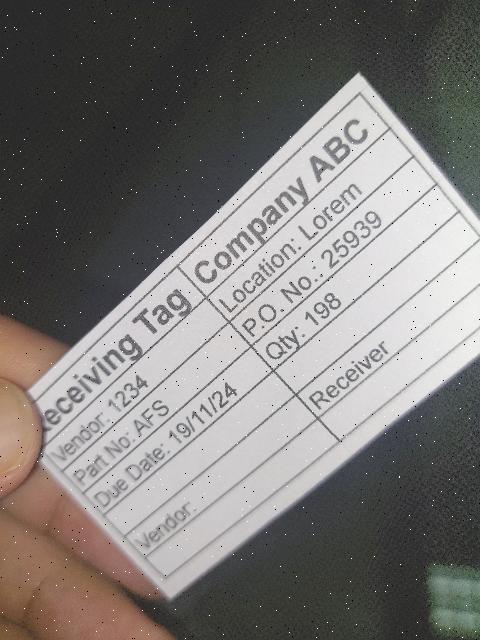 Receiving Tag Company ABC
Vendor: 1234 Location: Lorem
Part No: AFS P.O. No.: 25939
Due Date: 19/11/24 Qty: 198
Vendor: Receiver